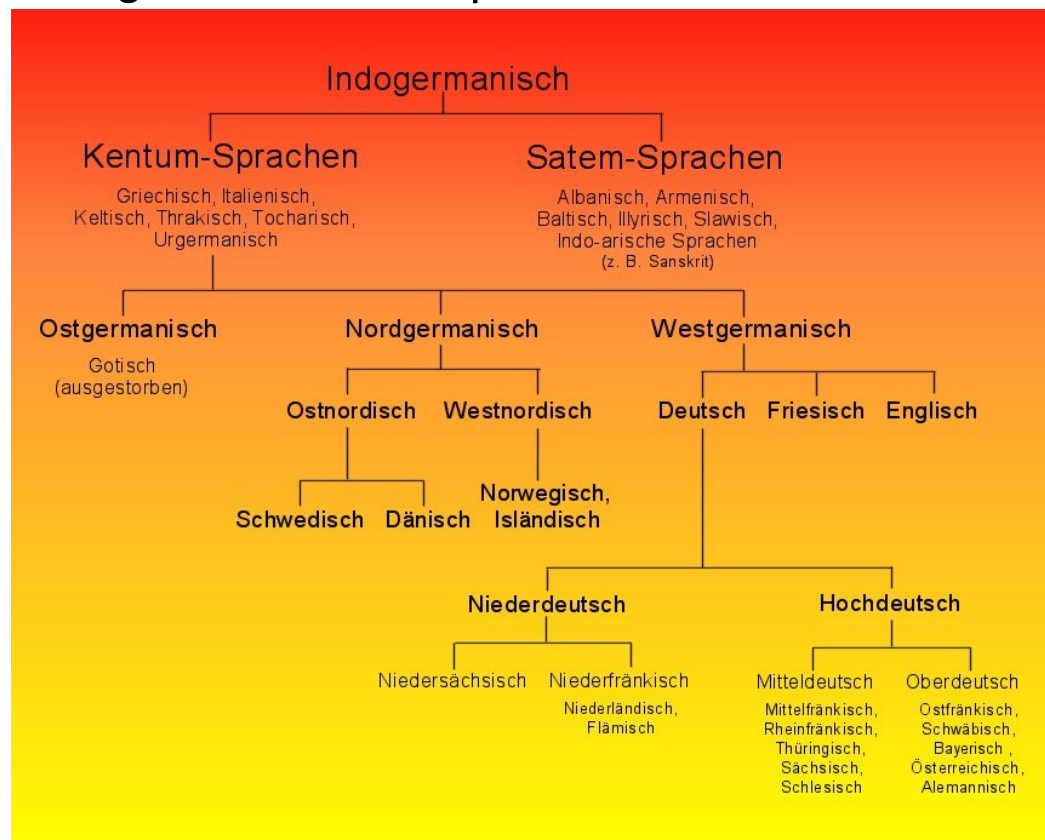 Indogermanisch
Kentum-Sprachen
Griechisch, Italienisch,
Keltisch, Thrakisch, Tocharisch,
Urgermanisch
Satem-Sprachen
Albanisch, Armenisch,
Baltisch, Illyrisch, Slawisch,
Indo-arische Sprachen
(z. B. Sanskrit)
Ostgermanisch
Gotisch
(ausgestorben)
Nordgermanisch
Westgermanisch
Ostnordisch
Westnordisch
Deutsch
Friesisch
Englisch
Schwedisch
Dänisch
Norwegisch,
Isländisch
Niederdeutsch
Hochdeutsch
Niedersächsisch
Niederfränkisch
Niederländisch,
Flämisch
Mitteldeutsch
Mittelfränkisch,
Rheinfränkisch,
Thüringisch,
Sächsisch,
Schlesisch
Oberdeutsch
Ostfränkisch,
Schwäbisch,
Bayerisch ,
Österreichisch,
Alemannisch